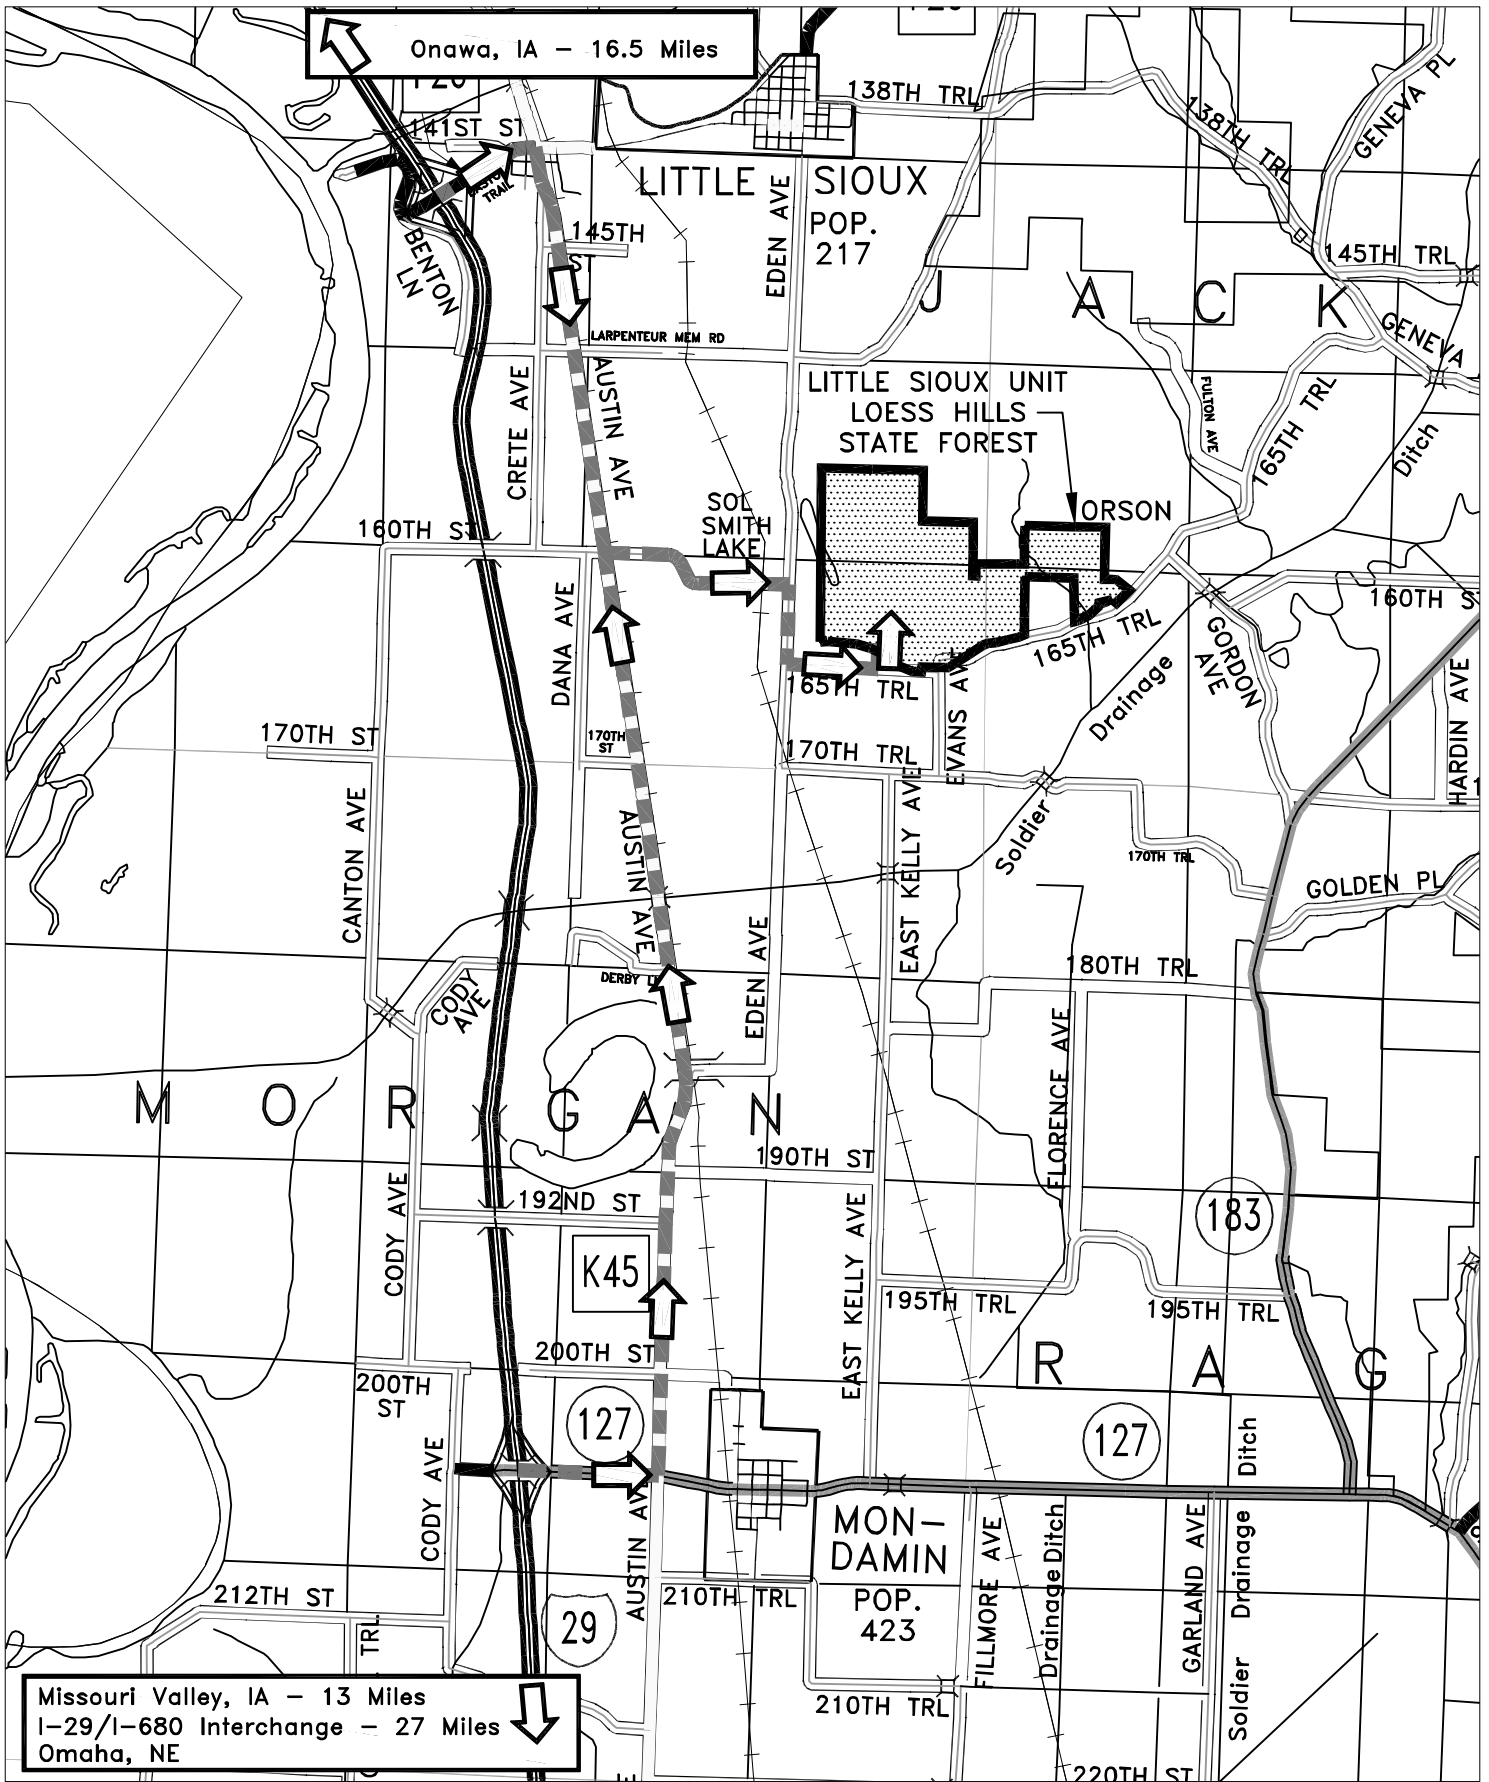 Onawa, IA – 16.5 Miles
138TH TRL
141ST ST
TRAIL
138TH TRL
GENEVA PL
LITTLE SIOUX
POP.
217
EDEN AVE
145TH
ST
BENTON
LN
145TH TRL
JACK
LARPENTEUR MEM RD
GENEVA
CRETE AVE
AUSTIN AVE
LITTLE SIOUX UNIT
LOESS HILLS
STATE FOREST
FULTON AVE
165TH TRL
Ditch
SOL
SMITH
LAKE
ORSON
160TH ST
160TH ST
DANA AVE
165TH TRL
165TH TRL
GORDON
AVE
Drainage
EVANS AVE
HARDIN AVE
170TH ST
170TH
ST
170TH TRL
CANTON AVE
AUSTIN AVE
AUSTIN AVE
EAST KELLY AVE
Soldier
170TH TRL
GOLDEN PL
EDEN AVE
DERBY
180TH TRL
CODY
AVE
FLORENCE AVE
MORGAN
190TH ST
192ND ST
CODY AVE
K45
EAST KELLY AVE
183
195TH TRL
195TH TRL
200TH ST
200TH
ST
RAG
127
127
CODY AVE
AUSTIN AVE
MON–
DAMIN
POP.
423
Ditch
Drainage
Soldier
FILLMORE AVE
Drainage Ditch
GARLAND AVE
210TH TRL
212TH ST
TRL
29
210TH TRL
220TH ST
Missouri Valley, IA – 13 Miles
I–29/I–680 Interchange – 27 Miles
Omaha, NE